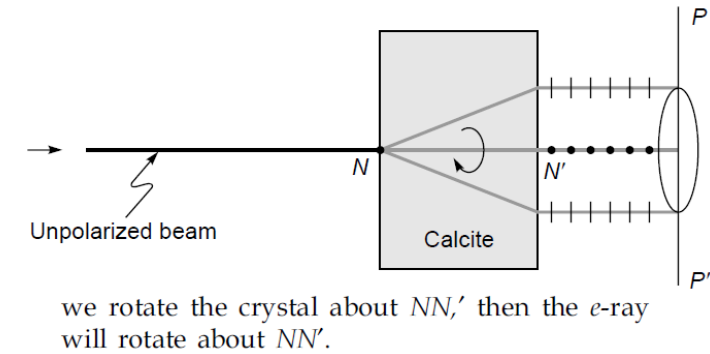 P
N
N'
Unpolarized beam
Calcite
P'
we rotate the crystal about NN,′ then the e-ray
will rotate about NN′.